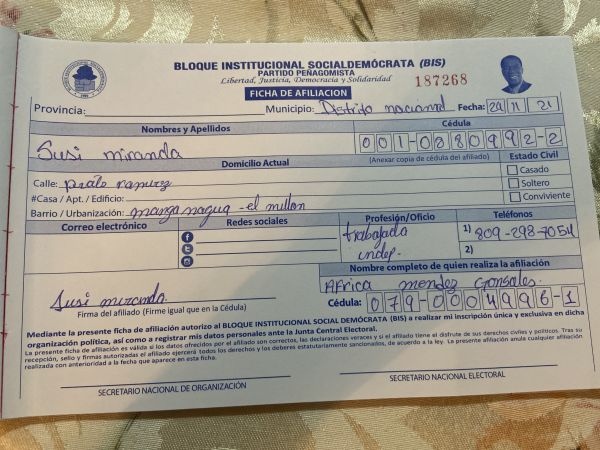 BLOQUE INSTITUCIONAL SOCIALDEMÓCRATA (BIS)
PARTIDO PEÑAGOMISTA
Libertad, Justicia, Democracia y Solidaridad
187268
FICHA DE AFILIACION
Provincia: Municipio: Distrito nacional Fecha: 29 11 21
Nombres y Apellidos Cédula
Susi miranda 001-0880992-2
Domicilio Actual (Anexar copia de cédula del afiliado) Estado Civil
Calle: prato ramirez Casado
#Casa / Apt. / Edificio: Soltero
Barrio / Urbanización: manganagua - el millon Conviviente
Correo electrónico Redes sociales Profesión/Oficio Teléfonos
trabajada 1) 809-298-7054
indep. 2)
Nombre completo de quien realiza la afiliación
Africa mendez gonsales
Susi miranda Cédula: 079-0004996-1
Firma del afiliado (Firme igual que en la Cédula)
Mediante la presente ficha de afiliación autorizo al BLOQUE INSTITUCIONAL SOCIAL DEMÓCRATA (BIS) a realizar mi inscripción única y exclusiva en dicha
organización política, así como a registrar mis datos personales ante la Junta Central Electoral.
La presente ficha de afiliación es válida si los datos ofrecidos por el afiliado son correctos, las declaraciones veraces y si el afiliado tiene el disfrute de sus derechos civiles y políticos. Tras su
recepción, sello y firmas autorizadas el afiliado ejercerá todos los derechos y los deberes estatutariamente sancionados, de acuerdo a la ley. La presente afiliación anula cualquier afiliación
realizada con anterioridad a la fecha que aparece en esta ficha.
SECRETARIO NACIONAL DE ORGANIZACIÓN SECRETARIO NACIONAL ELECTORAL